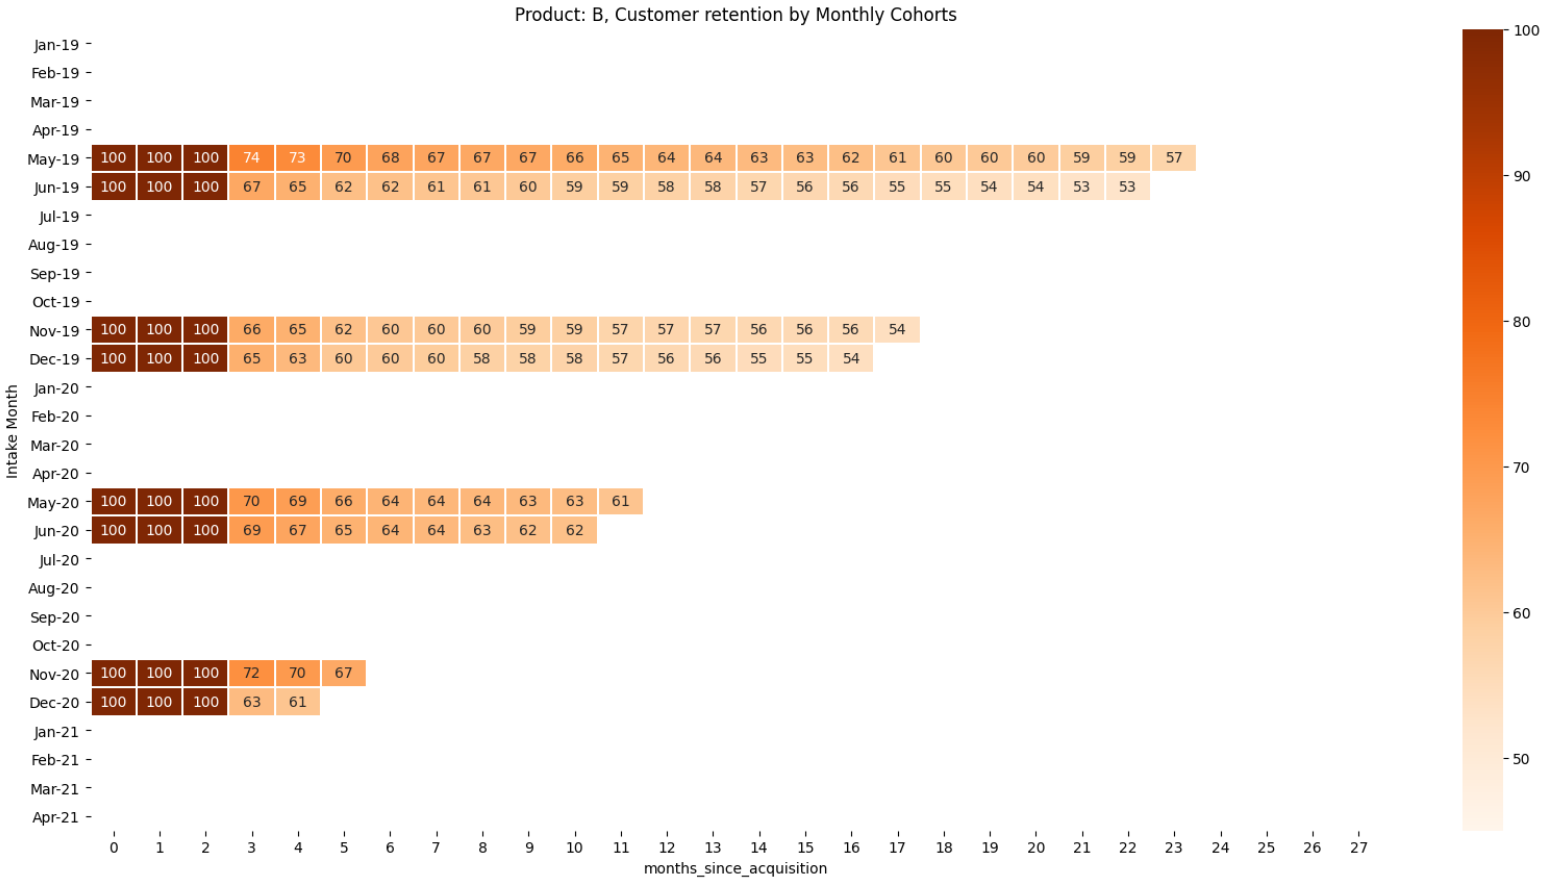 Product: B, Customer retention by Monthly Cohorts
Jan-19
Feb-19
Mar-19
Apr-19
May-19 100 100 100 74 73 70 68 67 67 67 66 65 64 64 63 63 62 61 60 60 60 59 59 57
Jun-19 100 100 100 67 65 62 62 61 61 60 59 59 58 58 57 56 56 55 55 54 54 53 53
Jul-19
Aug-19
Sep-19
Oct-19
Nov-19 100 100 100 66 65 62 60 60 60 59 59 57 57 57 56 56 56 54
Dec-19 100 100 100 65 63 60 60 60 58 58 58 57 56 56 55 55 54
Jan-20
Feb-20
Mar-20
Apr-20
May-20 100 100 100 70 69 66 64 64 64 63 63 61
Jun-20 100 100 100 69 67 65 64 64 63 62 62
Jul-20
Aug-20
Sep-20
Oct-20
Nov-20 100 100 100 72 70 67
Dec-20 100 100 100 63 61
Jan-21
Feb-21
Mar-21
Apr-21
0 1 2 3 4 5 6 7 8 9 10 11 12 13 14 15 16 17 18 19 20 21 22 23 24 25 26 27
months_since_acquisition
Intake Month
100
90
80
70
60
50